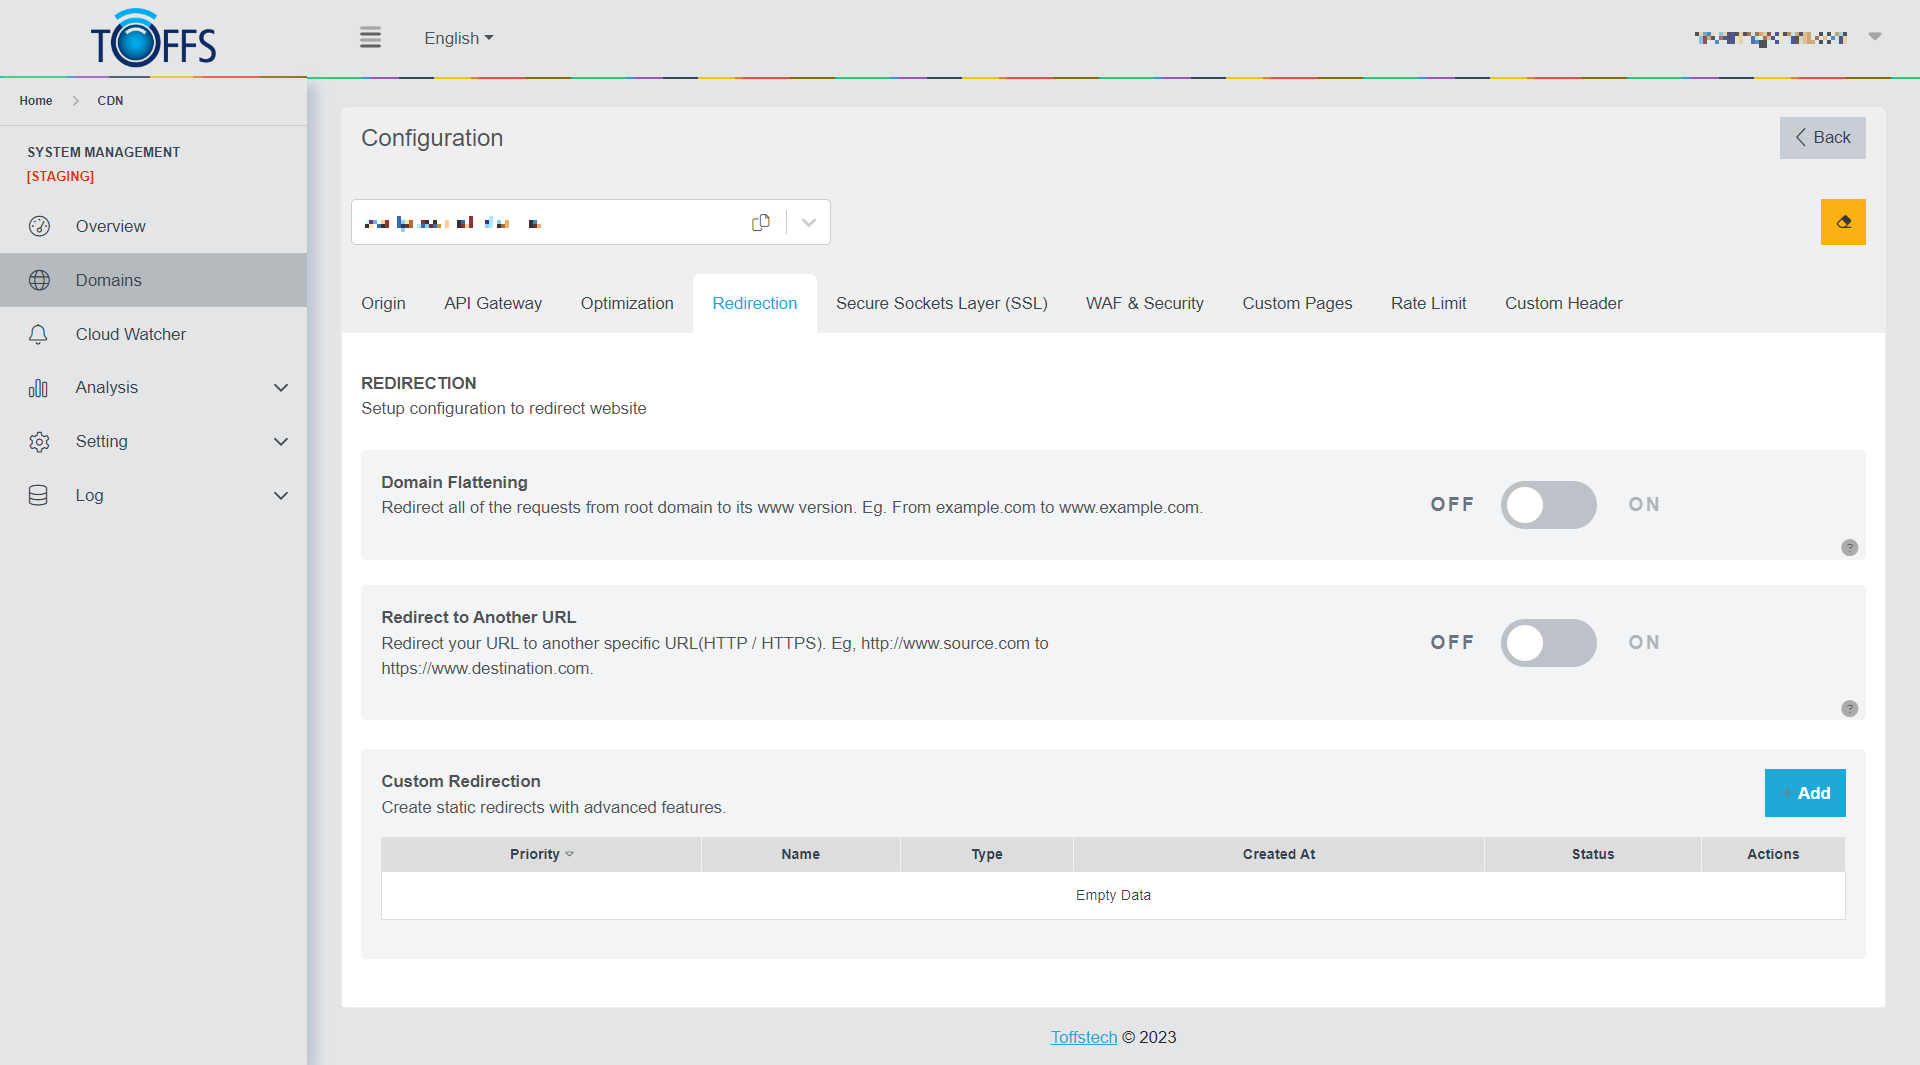 TOFFS
English
Home > CDN
SYSTEM MANAGEMENT
[STAGING]
Overview
Domains
Cloud Watcher
Analysis
Setting
Log
Configuration
Back
Origin API Gateway Optimization Redirection Secure Sockets Layer (SSL) WAF & Security Custom Pages Rate Limit Custom Header
REDIRECTION
Setup configuration to redirect website
Domain Flattening
Redirect all of the requests from root domain to its www version. Eg. From example.com to www.example.com.
OFF ON
?
Redirect to Another URL
Redirect your URL to another specific URL(HTTP / HTTPS). Eg, http://www.source.com to
https://www.destination.com.
OFF ON
?
Custom Redirection
Create static redirects with advanced features.
+ Add
Priority Name Type Created At Status Actions
Empty Data
Toffstech © 2023